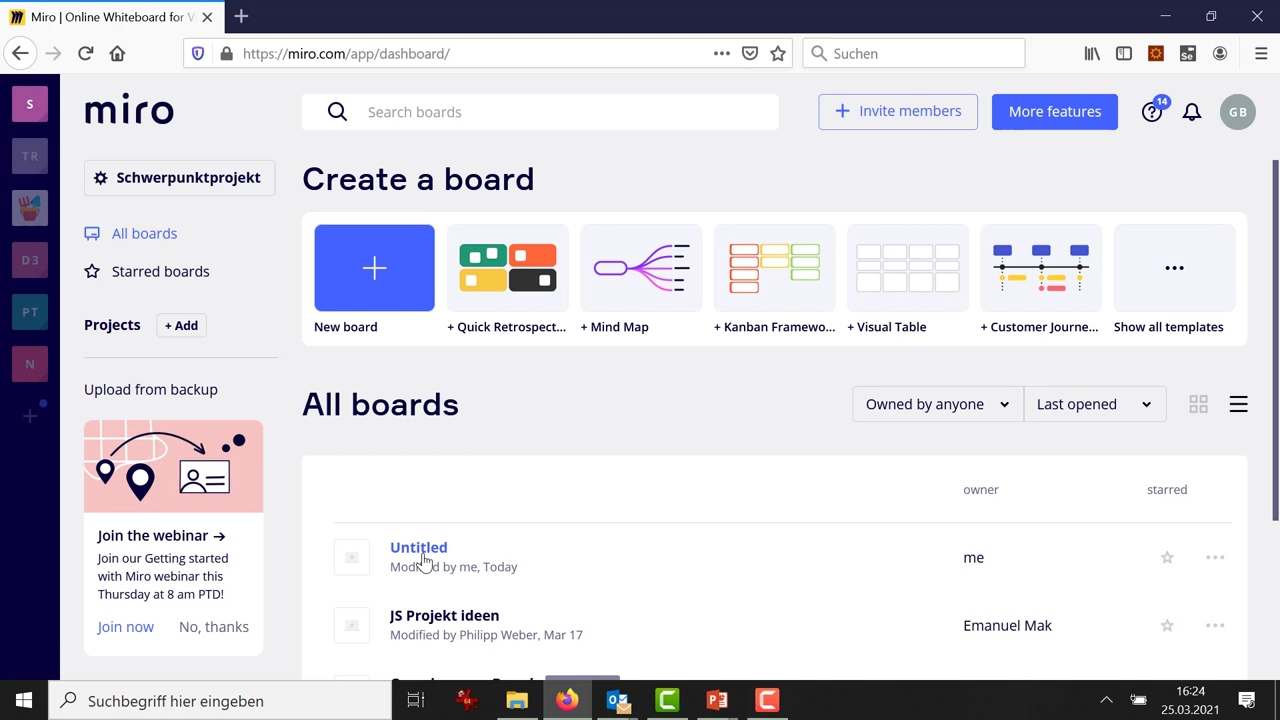 Miro | Online Whiteboard for V
https://miro.com/app/dashboard/
Suchen
S
miro
Search boards
Invite members
More features
14
GB
TR
Schwerpunktprojekt
Create a board
All boards
Starred boards
D3
PT
N
Projects
+ Add
New board
+ Quick Retrospect...
+ Mind Map
+ Kanban Framewo...
+ Visual Table
+ Customer Journe...
Show all templates
Upload from backup
All boards
Owned by anyone
Last opened
Join the webinar →
Join our Getting started
with Miro webinar this
Thursday at 8 am PTD!
Join now
No, thanks
owner
starred
Untitled
Modified by me, Today
me
JS Projekt ideen
Modified by Philipp Weber, Mar 17
Emanuel Mak
Suchbegriff hier eingeben
16:24
25.03.2021